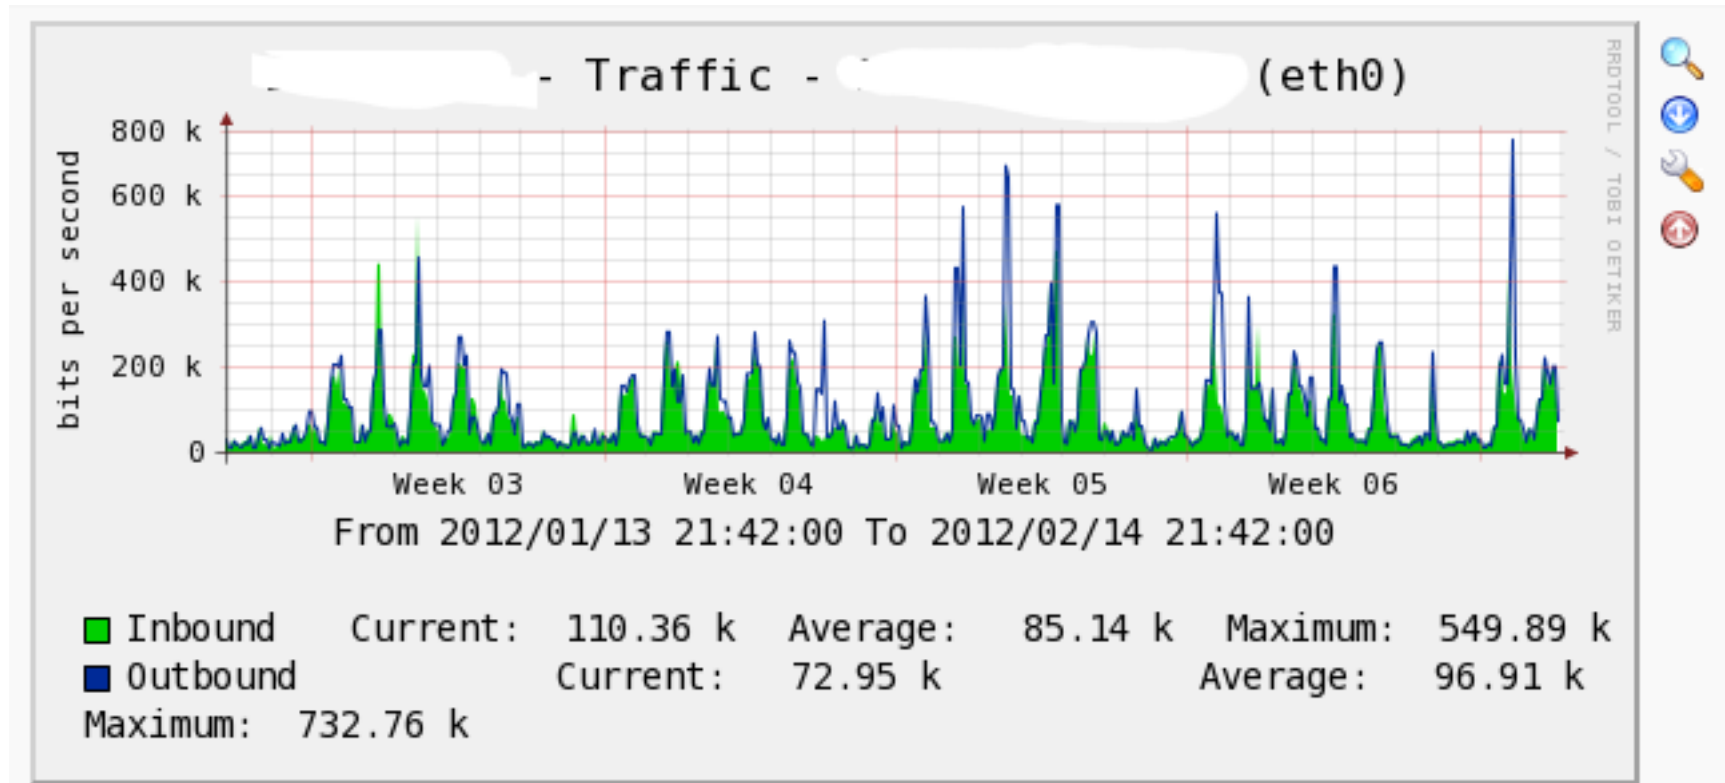 - Traffic - (eth0)
RRDTOOL / TOBI OETIKER
bits per second
800 k
600 k
400 k
200 k
0
Week 03 Week 04 Week 05 Week 06
From 2012/01/13 21:42:00 To 2012/02/14 21:42:00
Inbound Current: 110.36 k Average: 85.14 k Maximum: 549.89 k
Outbound Current: 72.95 k Average: 96.91 k
Maximum: 732.76 k